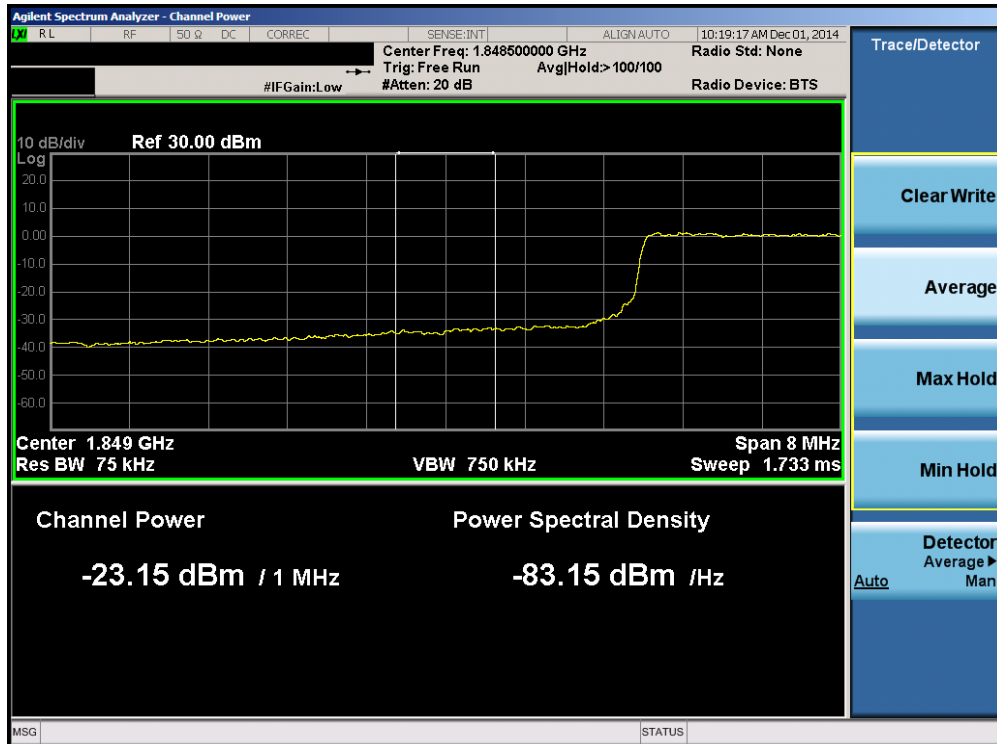 Agilent Spectrum Analyzer - Channel Power
LXI RL RF 50 Ω DC CORREC SENSE:INT ALIGN AUTO 10:19:17 AM Dec 01, 2014
Center Freq: 1.848500000 GHz Radio Std: None
Trig: Free Run Avg|Hold:> 100/100
#IFGain:Low #Atten: 20 dB Radio Device: BTS
10 dB/div Ref 30.00 dBm
Log
20.0
10.0
0.00
-10.0
-20.0
-30.0
-40.0
-50.0
-60.0
Center 1.849 GHz Span 8 MHz
Res BW 75 kHz VBW 750 kHz Sweep 1.733 ms
Channel Power Power Spectral Density
-23.15 dBm / 1 MHz -83.15 dBm /Hz
Trace/Detector
Clear Write
Average
Max Hold
Min Hold
Detector
Average▶
Auto Man
MSG STATUS